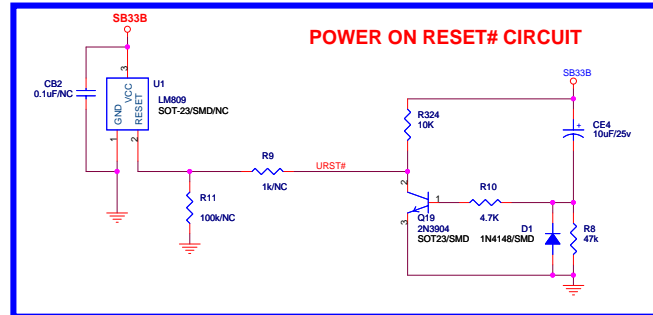 SB33B
POWER ON RESET# CIRCUIT
SB33B
CB2
0.1uF/NC
3
VCC
GND
RESET
1
2
U1
LM809
SOT-23/SMD/NC
R324
10K
CE4
+
10uF/25v
R9
1k/NC
URST#
R11
100k/NC
2
1
3
Q19
2N3904
SOT23/SMD
R10
4.7K
D1
1N4148/SMD
R8
47k